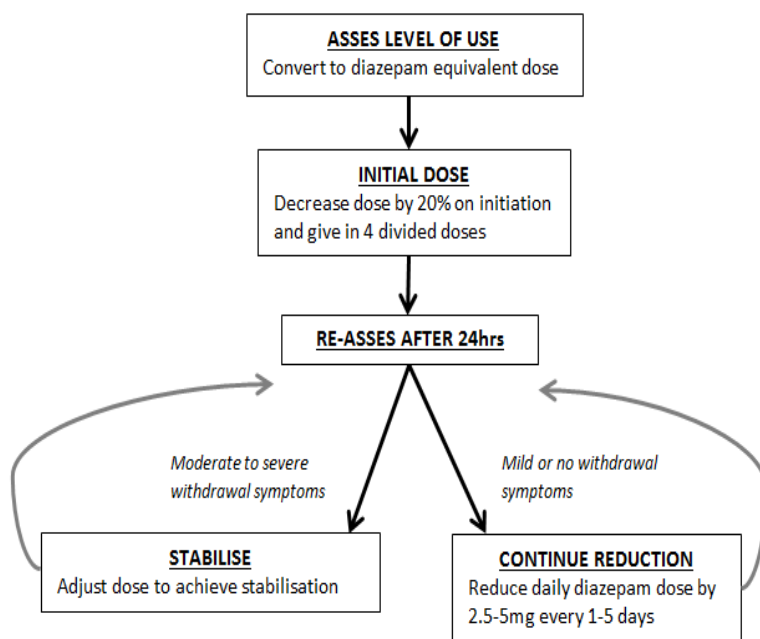 ASSES LEVEL OF USE
Convert to diazepam equivalent dose
INITIAL DOSE
Decrease dose by 20% on initiation
and give in 4 divided doses
RE-ASSES AFTER 24hrs
Moderate to severe
withdrawal symptoms
Mild or no withdrawal
symptoms
STABILISE
Adjust dose to achieve stabilisation
CONTINUE REDUCTION
Reduce daily diazepam dose by
2.5-5mg every 1-5 days